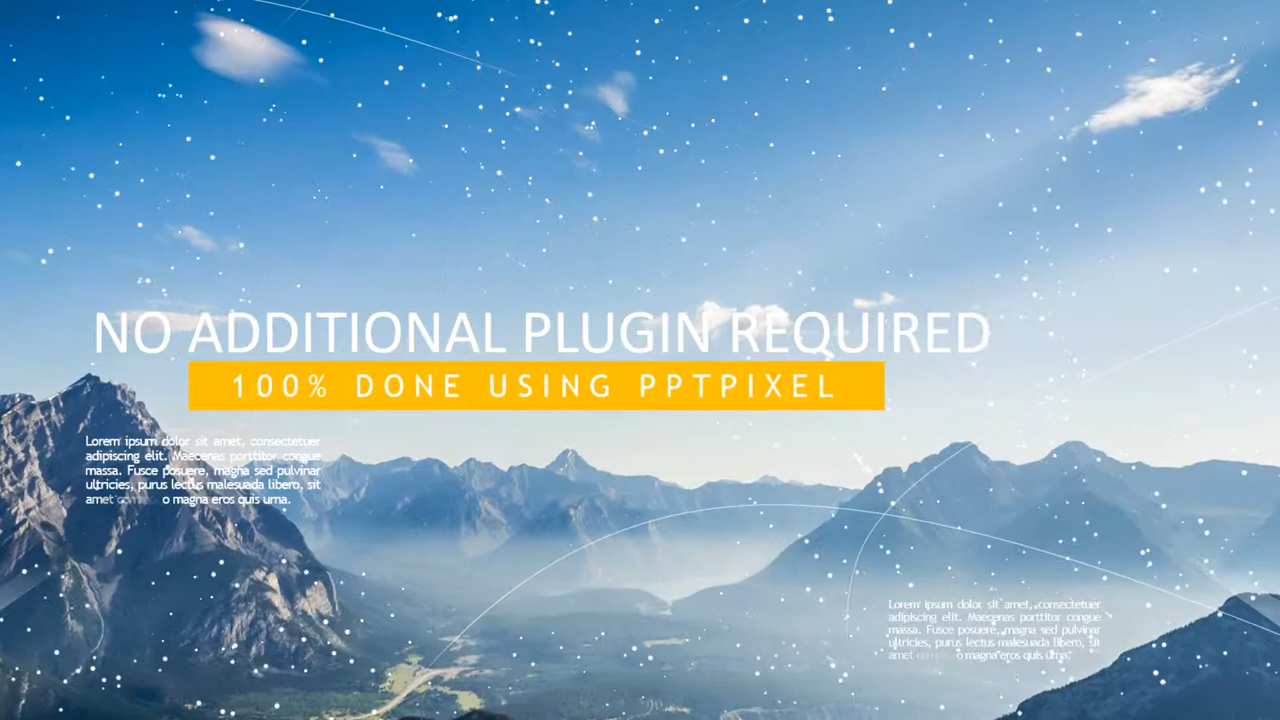 NO ADDITIONAL PLUGIN REQUIRED
100% DONE USING PPTPIXEL
Lorem ipsum dolor sit amet, consectetuer
adipiscing elit. Maecenas porttitor congue
massa. Fusce posuere, magna sed pulvinar
ultricies, purus lectus malesuada libero, sit
amet o magna eros quis urna.
Lorem ipsum dolor sit amet, consectetuer
adipiscing elit. Maecenas porttitor congue
massa. Fusce posuere, magna sed pulvinar
ultricies, purus lectus malesuada libero, sit
amet o magna eros quis urna.